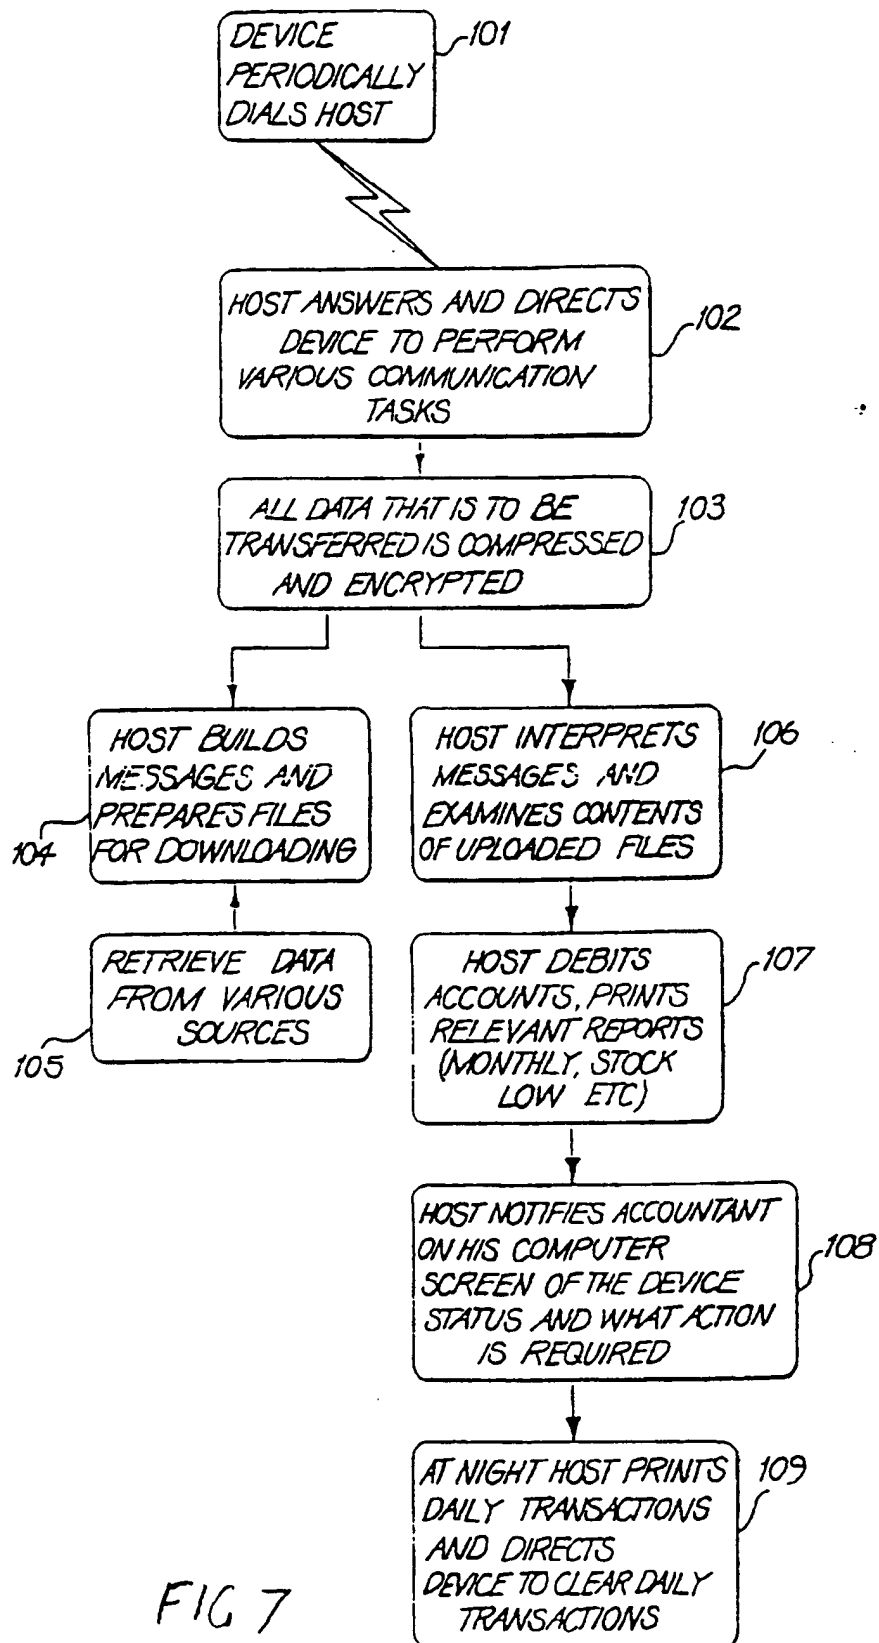 DEVICE
PERIODICALLY
DIALS HOST
101
HOST ANSWERS AND DIRECTS
DEVICE TO PERFORM
VARIOUS COMMUNICATION
TASKS
102
ALL DATA THAT IS TO BE
TRANSFERRED IS COMPRESSED
AND ENCRYPTED
103
HOST BUILDS
MESSAGES AND
PREPARES FILES
FOR DOWNLOADING
104
RETRIEVE DATA
FROM VARIOUS
SOURCES
105
HOST INTERPRETS
MESSAGES AND
EXAMINES CONTENTS
OF UPLOADED FILES
106
HOST DEBITS
ACCOUNTS, PRINTS
RELEVANT REPORTS
(MONTHLY, STOCK
LOW ETC)
107
HOST NOTIFIES ACCOUNTANT
ON HIS COMPUTER
SCREEN OF THE DEVICE
STATUS AND WHAT ACTION
IS REQUIRED
108
AT NIGHT HOST PRINTS
DAILY TRANSACTIONS
AND DIRECTS
DEVICE TO CLEAR DAILY
TRANSACTIONS
109
FIG 7